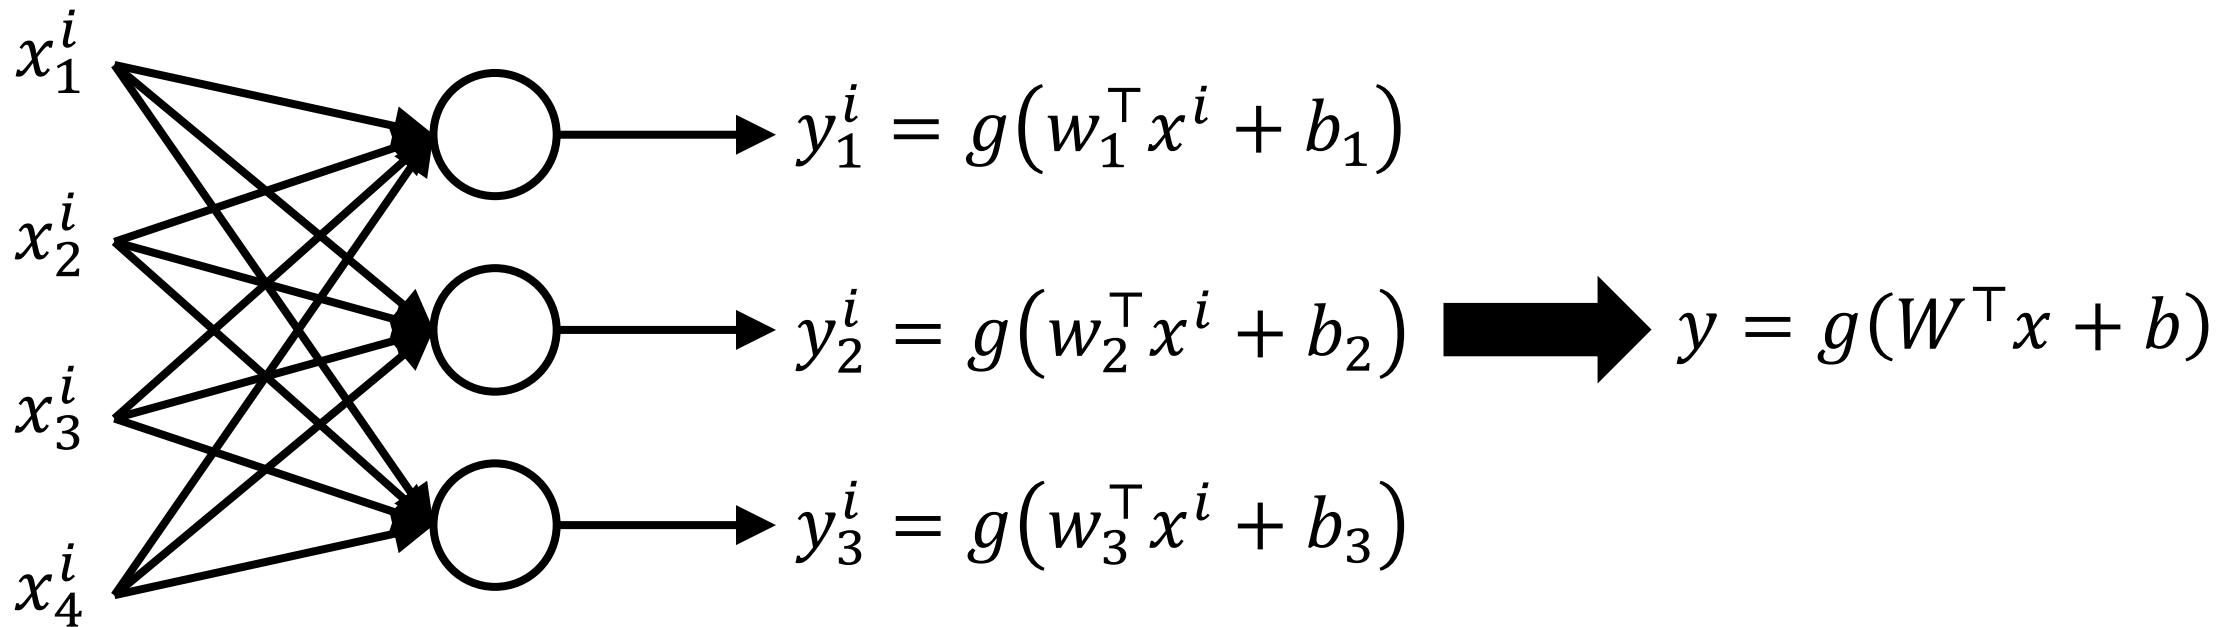 x_1^i
y_1^i = g(w_1^⊤ x^i + b_1)
x_2^i
y_2^i = g(w_2^⊤ x^i + b_2)
y = g(W^⊤ x + b)
x_3^i
y_3^i = g(w_3^⊤ x^i + b_3)
x_4^i